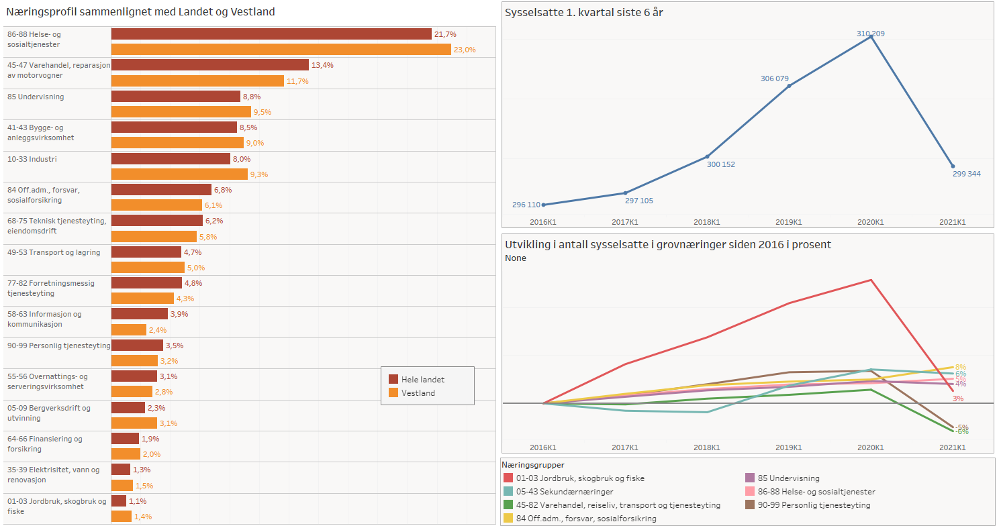 Næringsprofil sammenlignet med Landet og Vestland
86-88 Helse- og
sosialtjenester
21,7%
23,0%
45-47 Varehandel, reparasjon
av motorvogner
13,4%
11,7%
85 Undervisning
8,8%
9,5%
41-43 Bygge- og
anleggsvirksomhet
8,5%
9,0%
10-33 Industri
8,0%
9,3%
84 Off.adm., forsvar,
sosialforsikring
6,8%
6,1%
68-75 Teknisk tjenesteyting,
eiendomsdrift
6,2%
5,8%
49-53 Transport og lagring
4,7%
5,0%
77-82 Forretningsmessig
tjenesteyting
4,8%
4,3%
58-63 Informasjon og
kommunikasjon
3,9%
2,4%
90-99 Personlig tjenesteyting
3,5%
3,2%
55-56 Overnattings- og
serveringsvirksomhet
3,1%
2,8%
05-09 Bergverksdrift og
utvinning
2,3%
3,1%
64-66 Finansiering og
forsikring
1,9%
2,0%
35-39 Elektrisitet, vann og
renovasjon
1,3%
1,5%
01-03 Jordbruk, skogbruk og
fiske
1,1%
1,4%
Hele landet
Vestland
Sysselsatte 1. kvartal siste 6 år
310 209
306 079
300 152
299 344
296 110
297 105
2016K1 2017K1 2018K1 2019K1 2020K1 2021K1
Utvikling i antall sysselsatte i grovnæringer siden 2016 i prosent
None
8%
6%
5%
4%
3%
-5%
-6%
2016K1 2017K1 2018K1 2019K1 2020K1 2021K1
Næringsgrupper
01-03 Jordbruk, skogbruk og fiske
05-43 Sekundærnæringer
45-82 Varehandel, reiseliv, transport og tjenesteyting
84 Off.adm., forsvar, sosialforsikring
85 Undervisning
86-88 Helse- og sosialtjenester
90-99 Personlig tjenesteyting